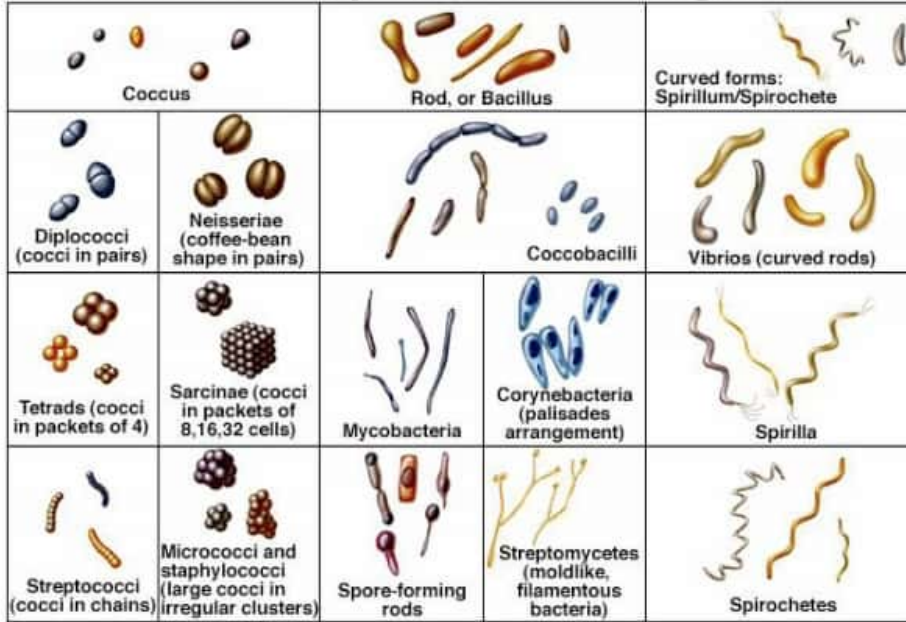 Coccus
Rod, or Bacillus
Curved forms:
Spirillum/Spirochete
Diplococci
(cocci in pairs)
Neisseriae
(coffee-bean
shape in pairs)
Coccobacilli
Vibrios (curved rods)
Tetrads (cocci
in packets of 4)
Sarcinae (cocci
in packets of
8,16,32 cells)
Mycobacteria
Corynebacteria
(palisades
arrangement)
Spirilla
Streptococci
(cocci in chains)
Micrococci and
staphylococci
(large cocci in
irregular clusters)
Spore-forming
rods
Streptomycetes
(moldlike,
filamentous
bacteria)
Spirochetes